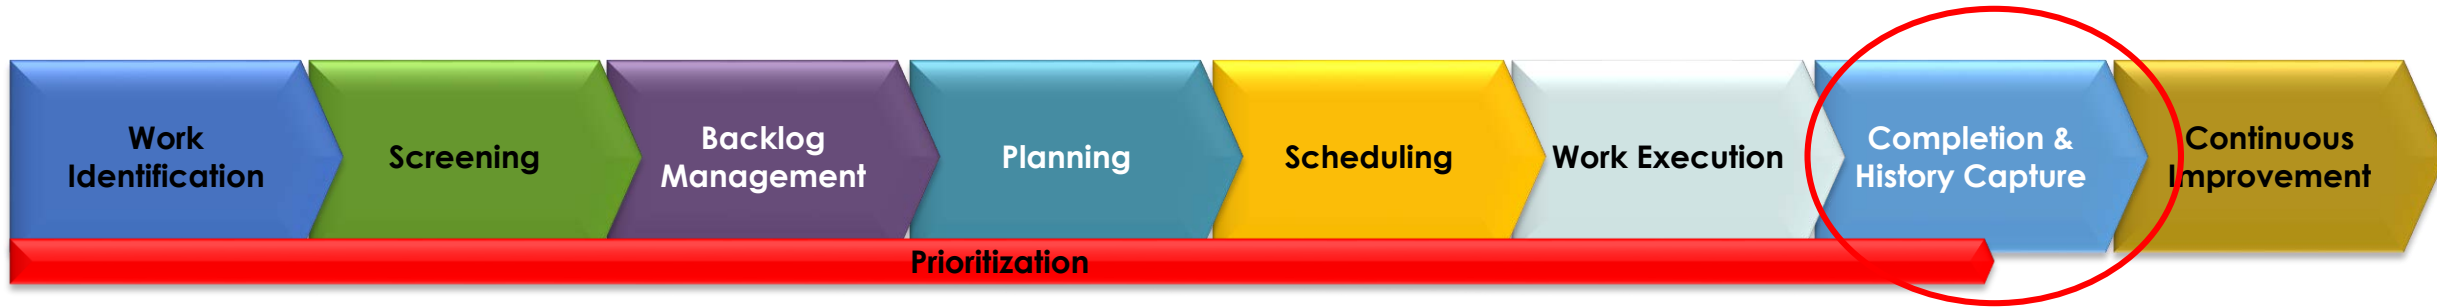 Work
Identification
Screening
Backlog
Management
Planning
Scheduling
Work Execution
Completion &
History Capture
Continuous
Improvement
Prioritization